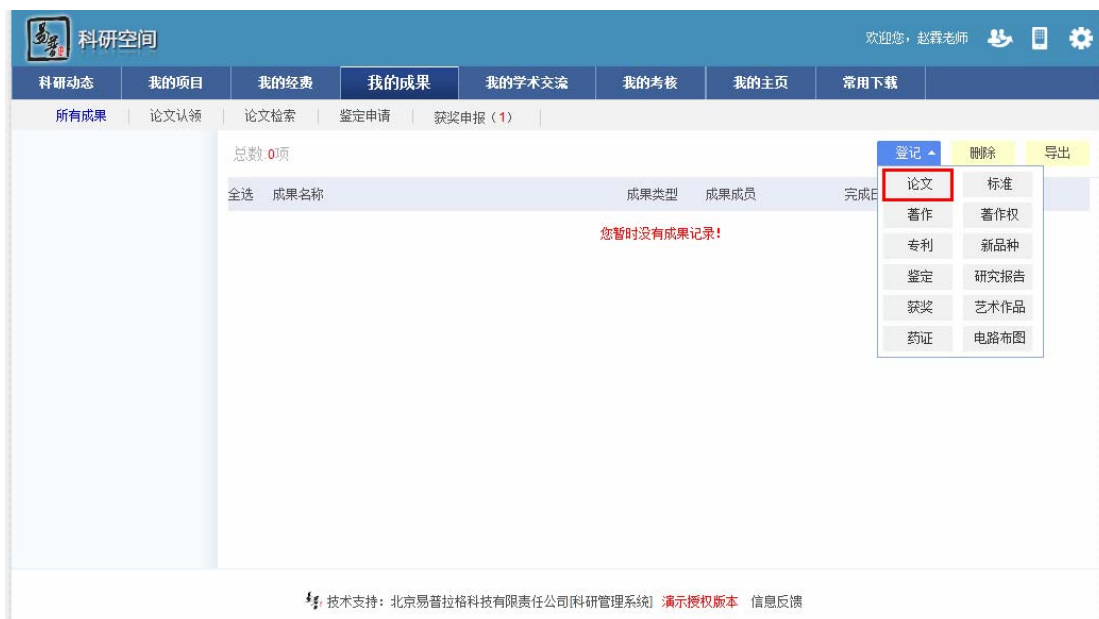 易普 科研空间 欢迎您，赵霖老师
科研动态 我的项目 我的经费 我的成果 我的学术交流 我的考核 我的主页 常用下载
所有成果 论文认领 论文检索 鉴定申请 获奖申报（1）
总数:0项 登记 删除 导出
全选 成果名称 成果类型 成果成员 完成日
论文 标准
您暂时没有成果记录!
著作 著作权
专利 新品种
鉴定 研究报告
获奖 艺术作品
药证 电路布图
技术支持：北京易普拉格科技有限责任公司[科研管理系统] 演示授权版本 信息反馈